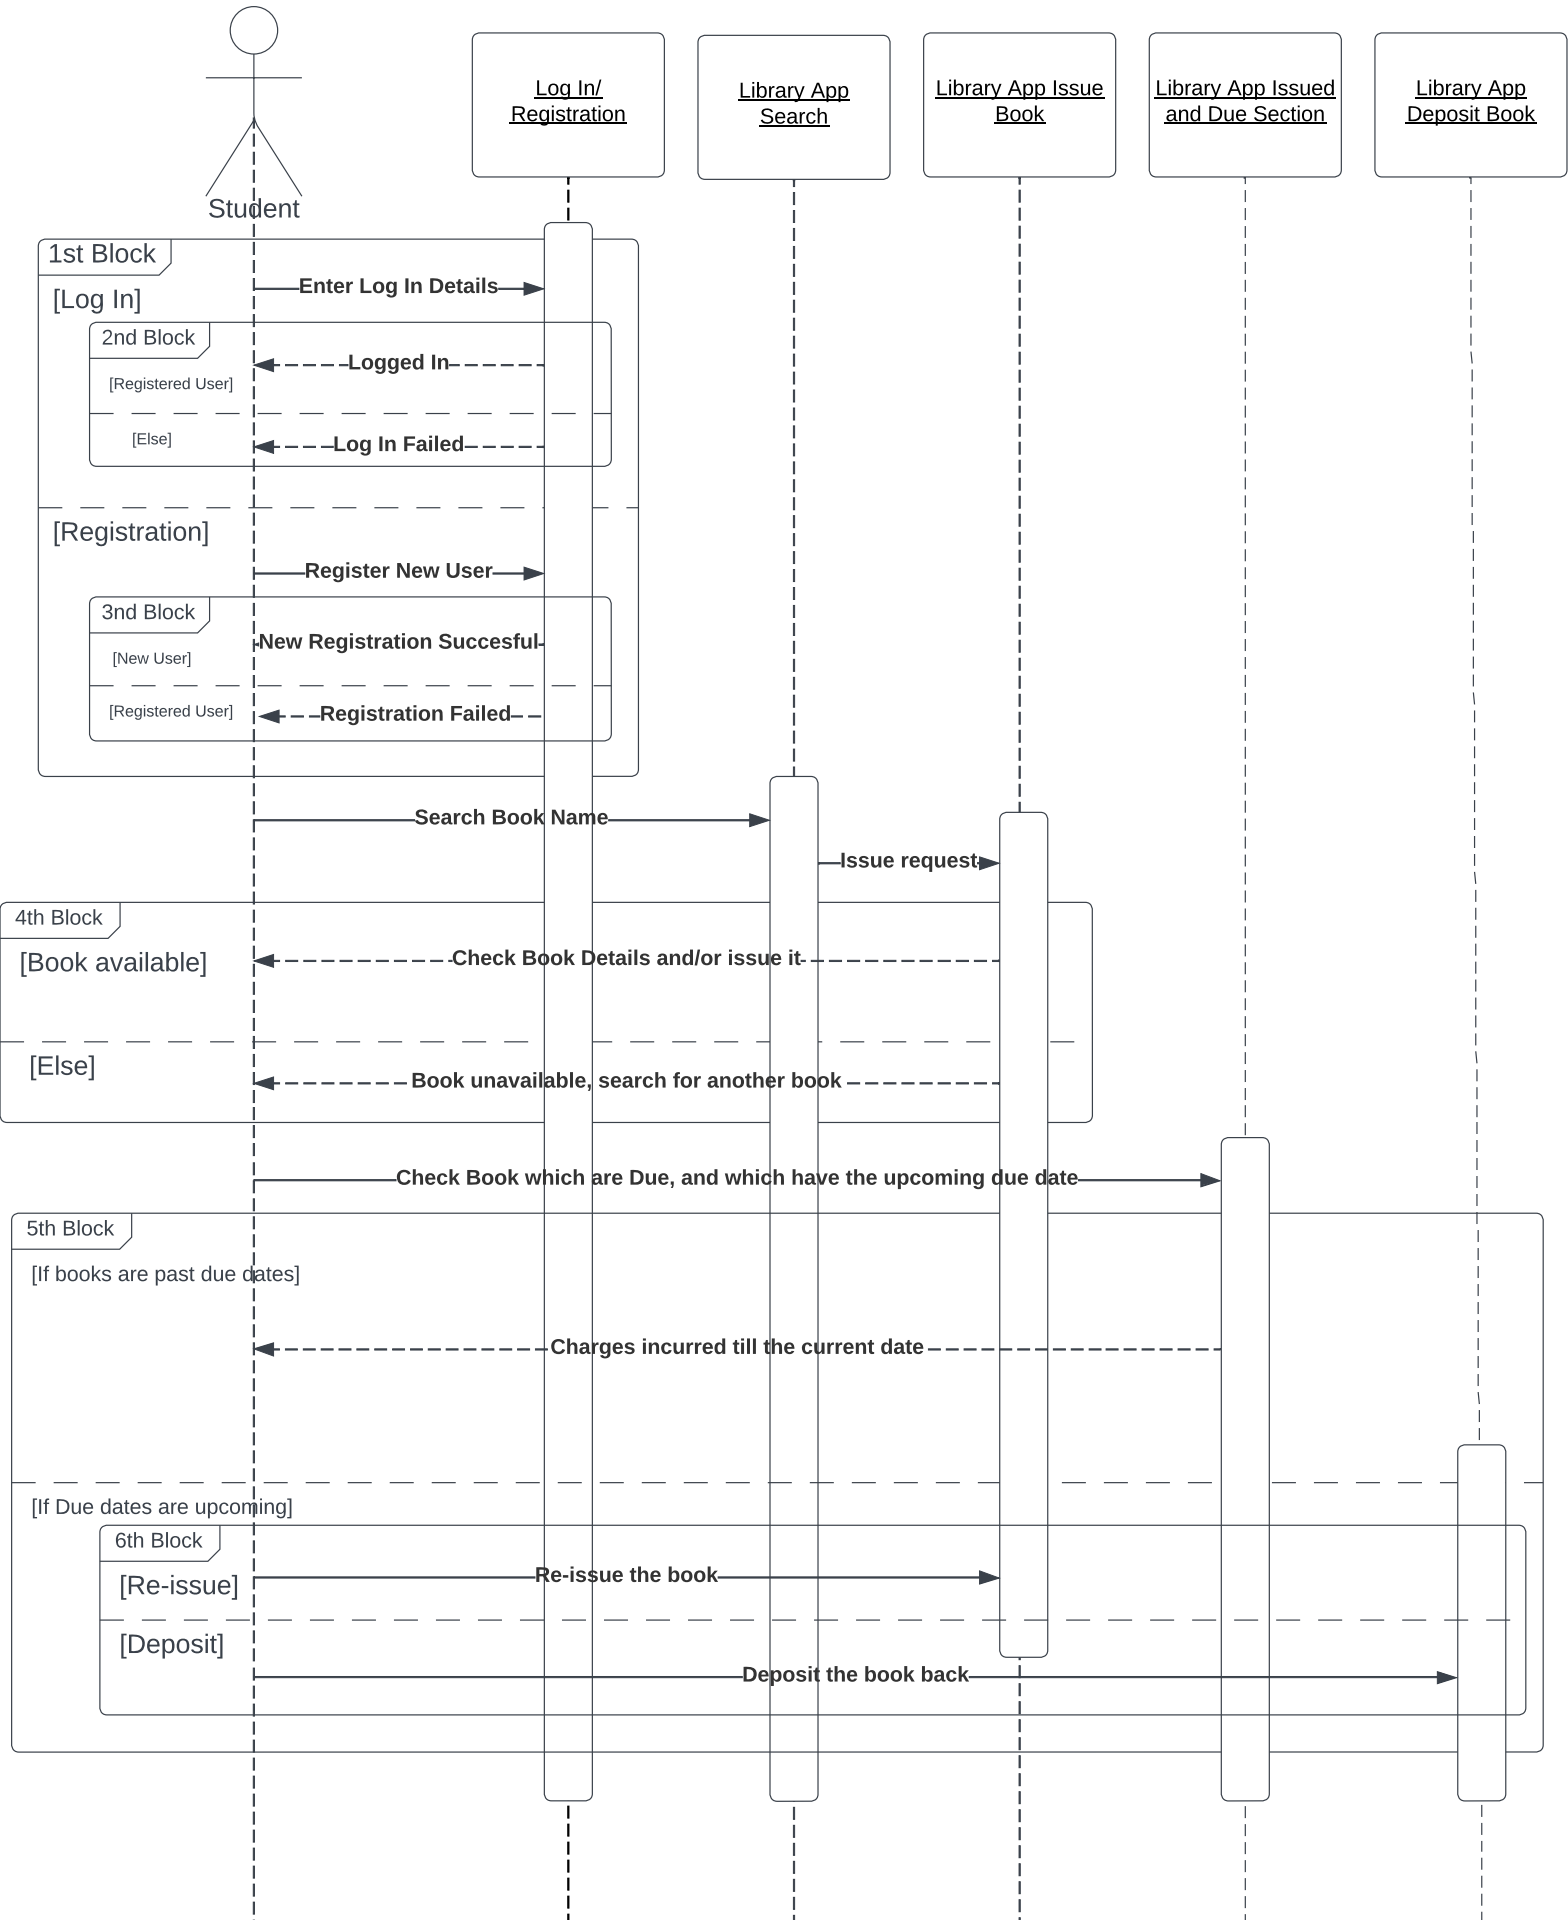 Log In/
Registration
Library App
Search
Library App Issue
Book
Library App Issued
and Due Section
Library App
Deposit Book
Student
1st Block
[Log In]
Enter Log In Details
2nd Block
Logged In
[Registered User]
[Else]
Log In Failed
[Registration]
Register New User
3nd Block
New Registration Succesful
[New User]
[Registered User]
Registration Failed
Search Book Name
Issue request
4th Block
[Book available]
Check Book Details and/or issue it
[Else]
Book unavailable, search for another book
Check Book which are Due, and which have the upcoming due date
5th Block
[If books are past due dates]
Charges incurred till the current date
[If Due dates are upcoming]
6th Block
[Re-issue]
Re-issue the book
[Deposit]
Deposit the book back